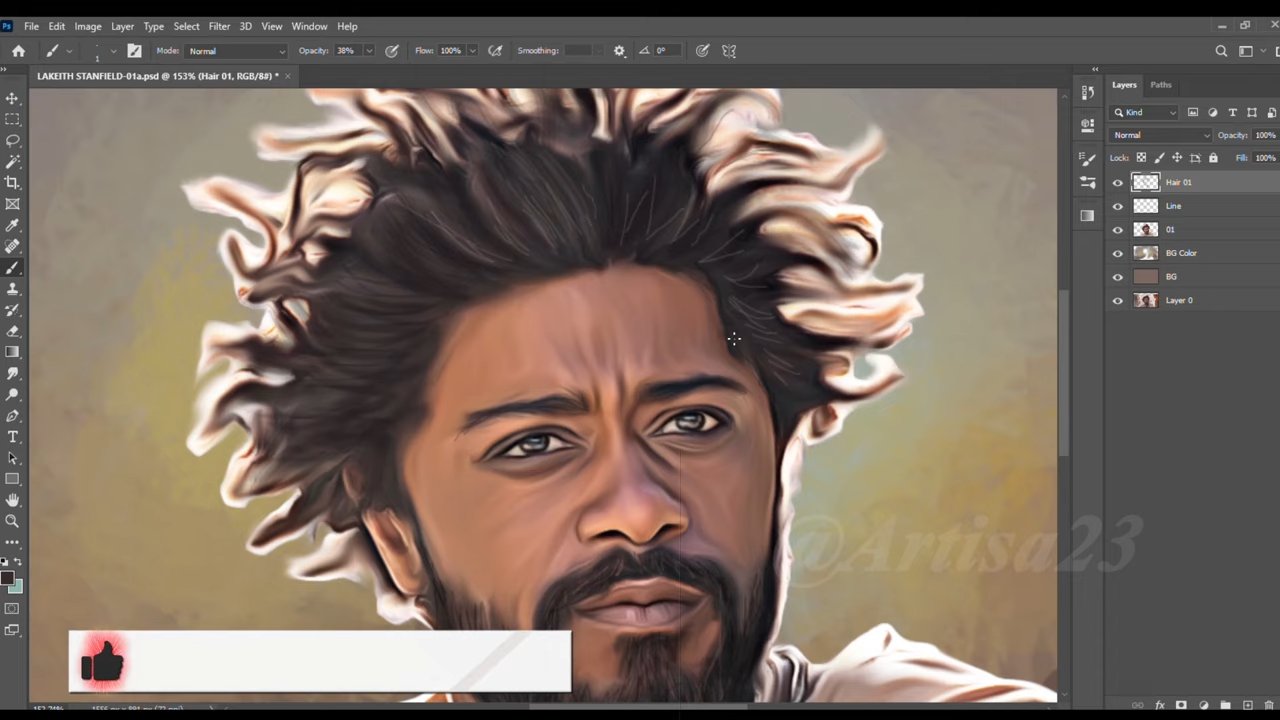 Ps File Edit Image Layer Type Select Filter 3D View Window Help
1 Mode: Normal Opacity: 38% Flow: 100% Smoothing: 0°
LAKEITH STANFIELD-01a.psd @ 153% (Hair 01, RGB/8#) * ×
Layers Paths
Kind
Normal Opacity: 100%
Lock: Fill: 100%
Hair 01
Line
01
BG Color
BG
Layer 0
@Artisa23